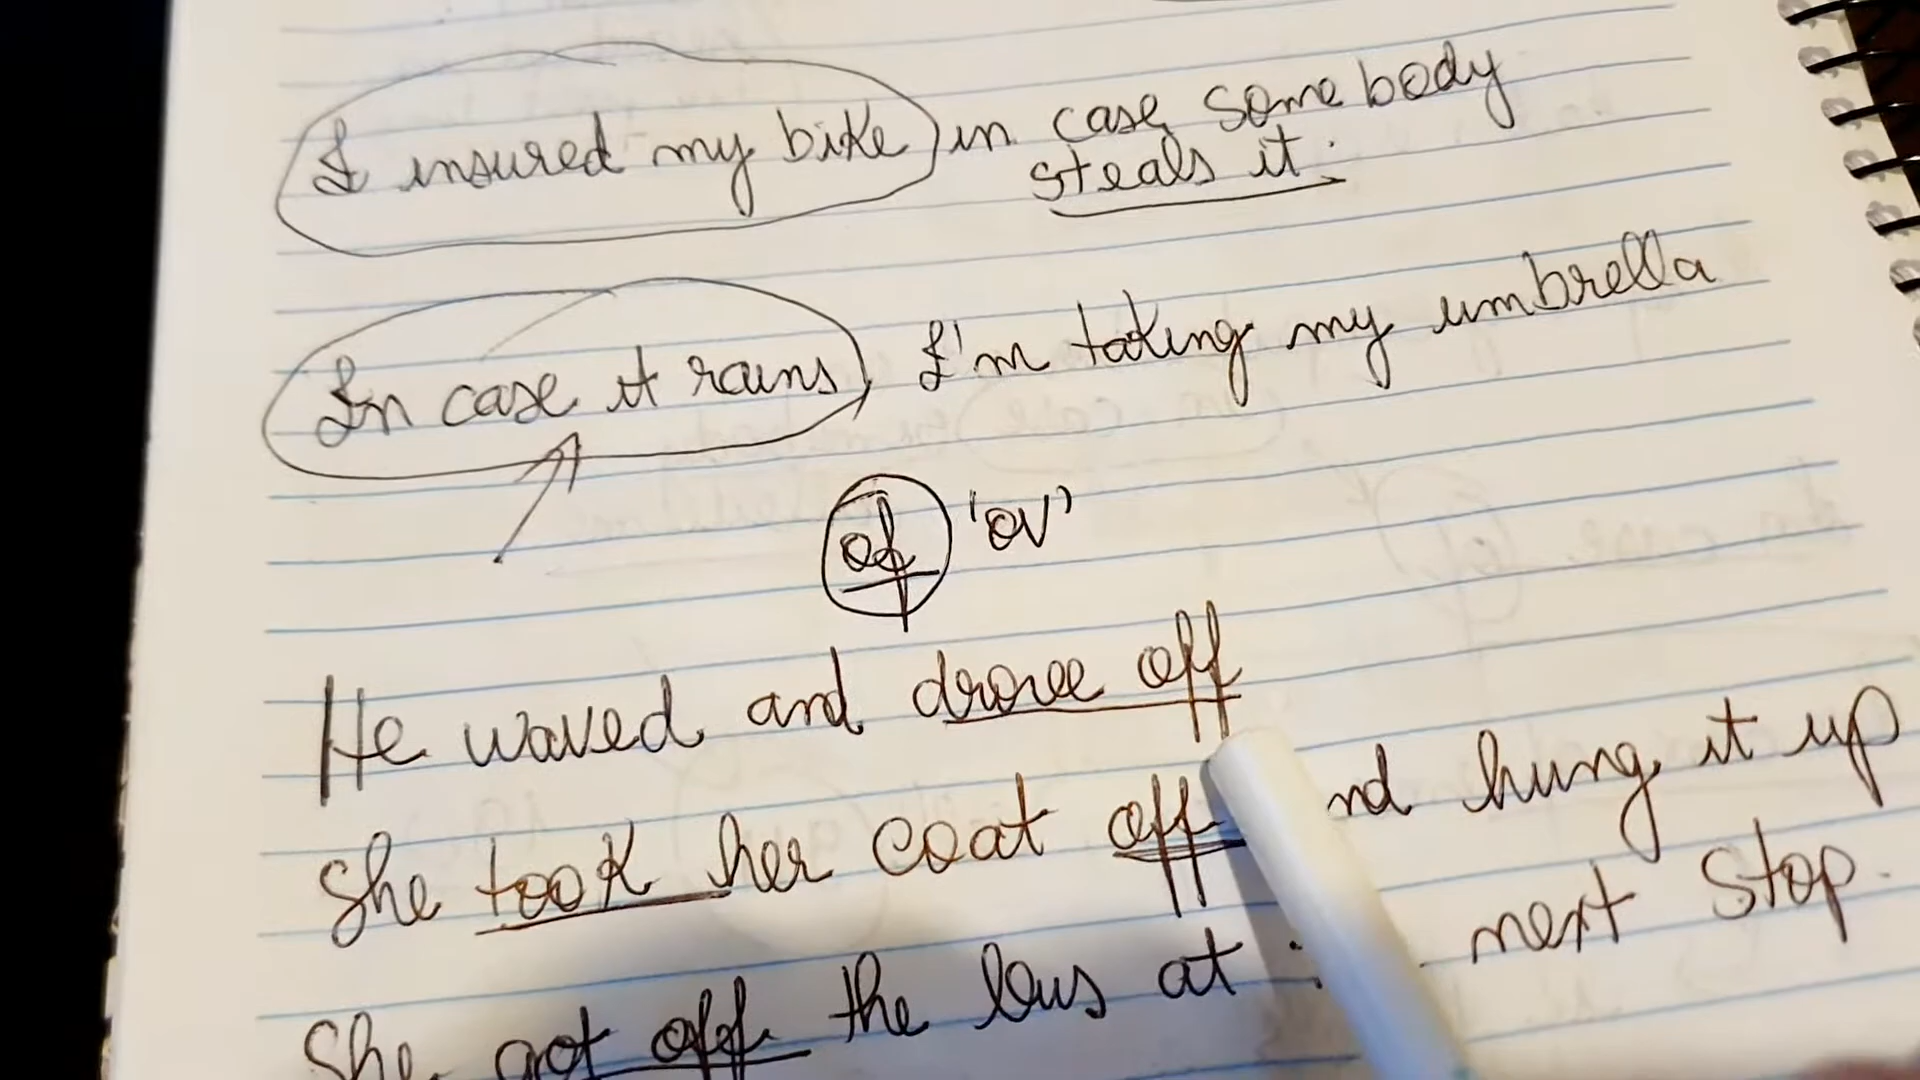 I insured my bike in case somebody
steals it.
In case it rains, I'm taking my umbrella
of 'ov'
He waved and drove off
She took her coat off nd hung it up
She got off the bus at next stop.